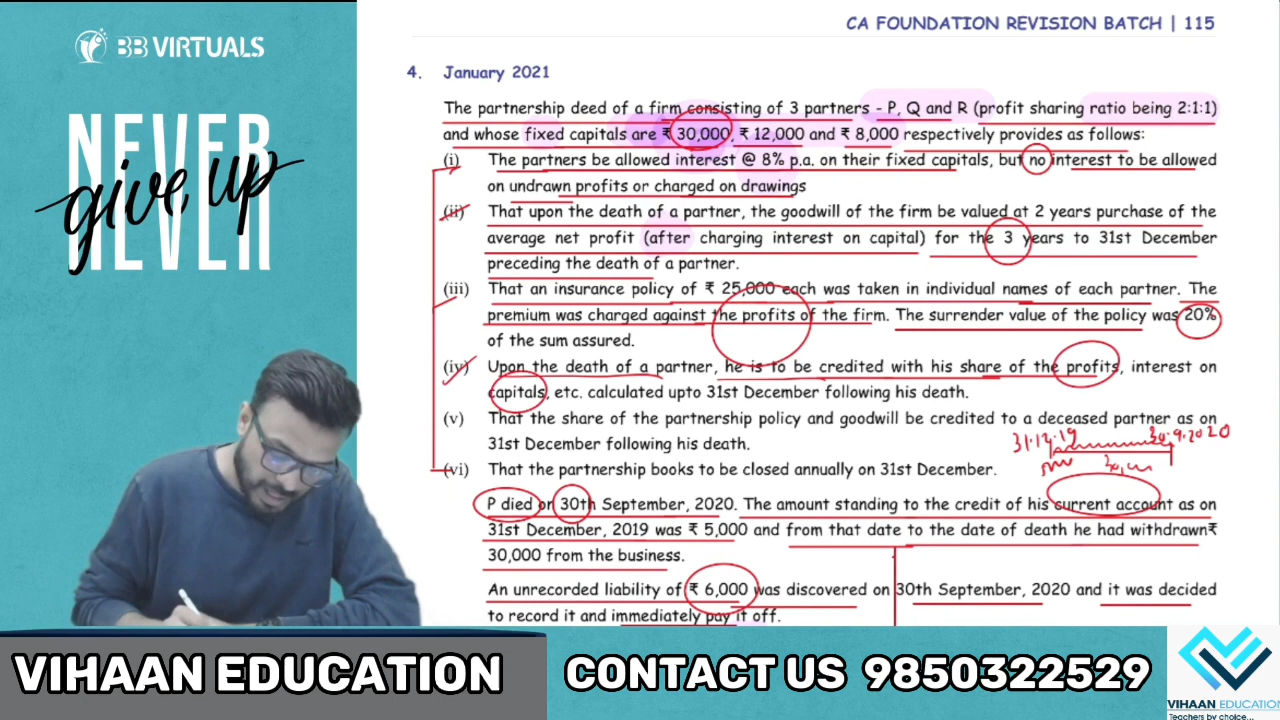 BB VIRTUALS
NEVER
give up
NEVER
CA FOUNDATION REVISION BATCH | 115
4. January 2021
The partnership deed of a firm consisting of 3 partners - P, Q and R (profit sharing ratio being 2:1:1)
and whose fixed capitals are ₹ 30,000, ₹ 12,000 and ₹ 8,000 respectively provides as follows:
(i) The partners be allowed interest @ 8% p.a. on their fixed capitals, but no interest to be allowed
on undrawn profits or charged on drawings
(ii) That upon the death of a partner, the goodwill of the firm be valued at 2 years purchase of the
average net profit (after charging interest on capital) for the 3 years to 31st December
preceding the death of a partner.
(iii) That an insurance policy of ₹ 25,000 each was taken in individual names of each partner. The
premium was charged against the profits of the firm. The surrender value of the policy was 20%
of the sum assured.
(iv) Upon the death of a partner, he is to be credited with his share of the profits, interest on
capitals, etc. calculated upto 31st December following his death.
(v) That the share of the partnership policy and goodwill be credited to a deceased partner as on
31st December following his death.
31.12.19 30.9.2020
(vi) That the partnership books to be closed annually on 31st December.
P died on 30th September, 2020. The amount standing to the credit of his current account as on
31st December, 2019 was ₹ 5,000 and from that date to the date of death he had withdrawn₹
30,000 from the business.
An unrecorded liability of ₹ 6,000 was discovered on 30th September, 2020 and it was decided
to record it and immediately pay it off.
VIHAAN EDUCATION
CONTACT US 9850322529
VIHAAN EDUCATION
Teachers by choice...